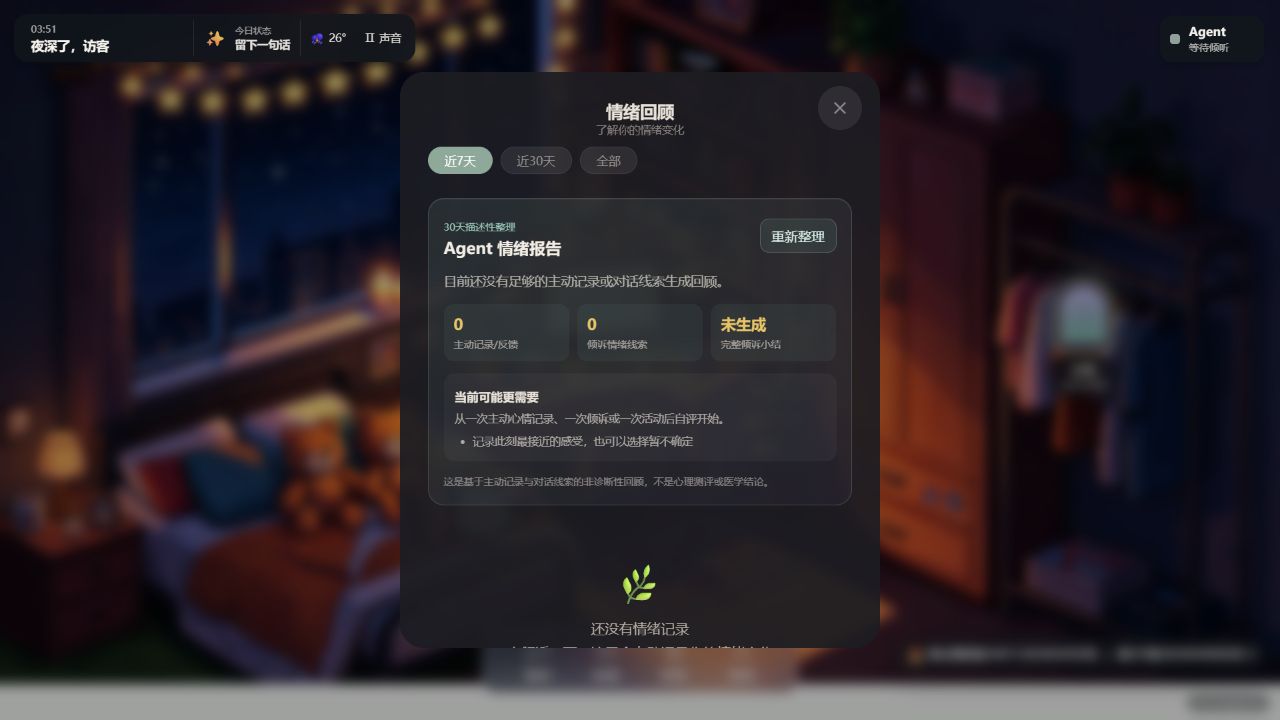 03:51
夜深了，访客
今日状态
留下一句话
26°
声音
Agent
等待倾听
情绪回顾
了解你的情绪变化
近7天
近30天
全部
30天描述性整理
Agent 情绪报告
重新整理
目前还没有足够的主动记录或对话线索生成回顾。
0
主动记录/反馈
0
倾诉情绪线索
未生成
完整倾诉小结
当前可能更需要
从一次主动心情记录、一次倾诉或一次活动后自评开始。
• 记录此刻最接近的感受，也可以选择暂不确定
这是基于主动记录与对话线索的非诊断性回顾，不是心理测评或医学结论。
还没有情绪记录